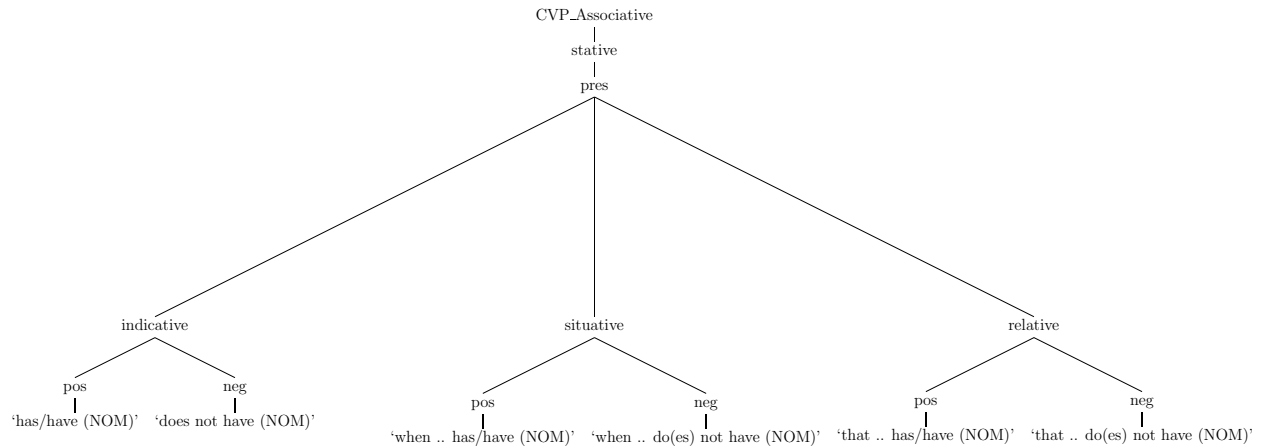 CVP_Associative
stative
pres
indicative situative relative
pos neg pos neg pos neg
‘has/have (NOM)’ ‘does not have (NOM)’ ‘when .. has/have (NOM)’ ‘when .. do(es) not have (NOM)’ ‘that .. has/have (NOM)’ ‘that .. do(es) not have (NOM)’